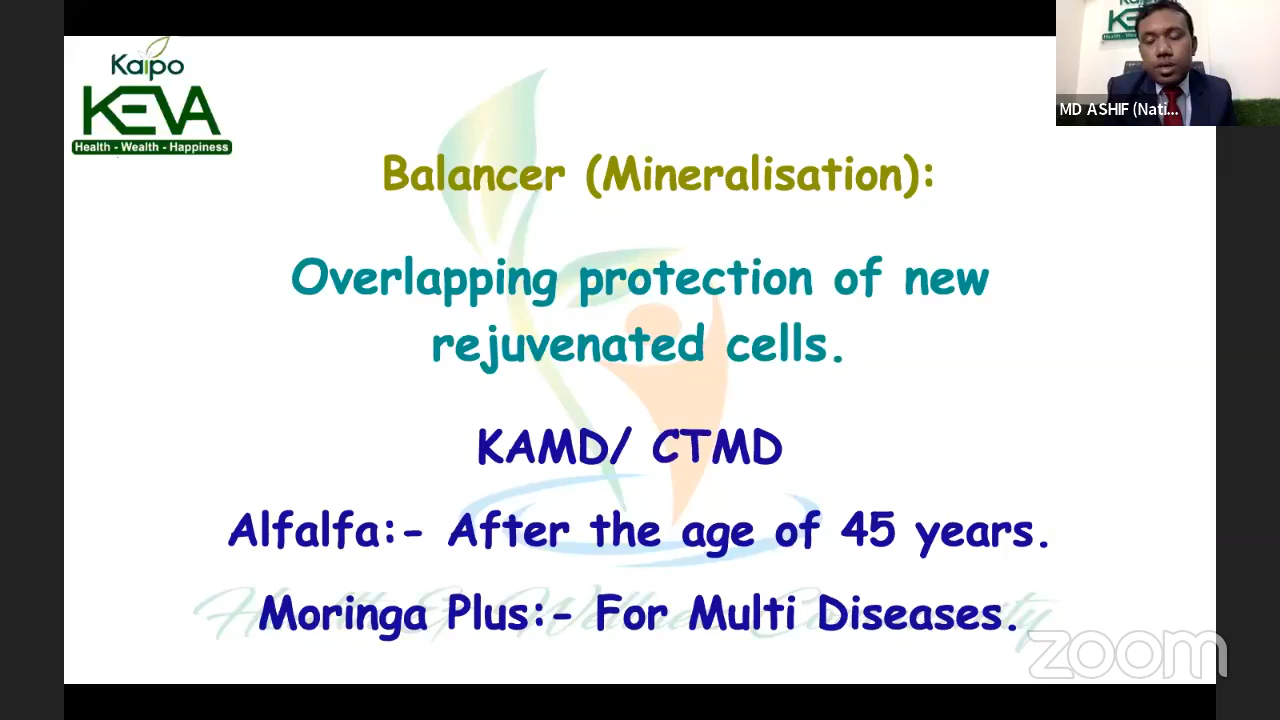 Kaipo
KEVA
Health - Wealth - Happiness
KEVA
MD ASHIF (Nati...
Balancer (Mineralisation):
Overlapping protection of new
rejuvenated cells.
KAMD/ CTMD
Alfalfa:- After the age of 45 years.
Moringa Plus:- For Multi Diseases.
zoom